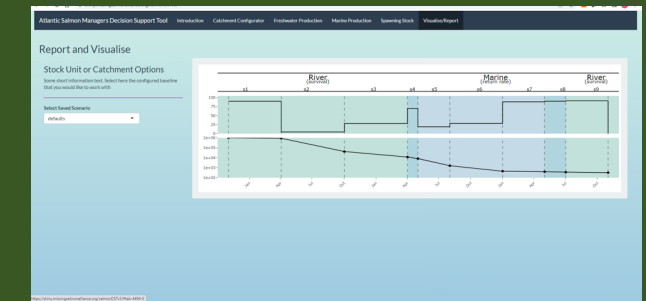 Atlantic Salmon Managers Decision Support Tool Introduction Catchment Configurator Freshwater Production Marine Production Spawning Stock Visualise/Report
Report and Visualise
Stock Unit or Catchment Options
Some short information text. Select here the configured baseline
that you would like to work with
Select Saved Scenario
defaults
River Marine River
(survival) (return rate) (survival)
s1 s2 s3 s4 s5 s6 s7 s8 s9
100
75
50
25
0
1e+06
1e+05
1e+04
1e+03
1e+02
Jan Apr Jul Oct Jan Apr Jul Oct Jan Apr Jul Oct